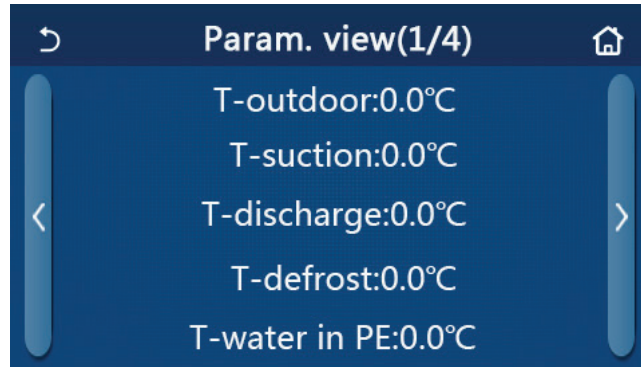 Param. view(1/4)
T-outdoor:0.0℃
T-suction:0.0℃
T-discharge:0.0℃
T-defrost:0.0℃
T-water in PE:0.0℃